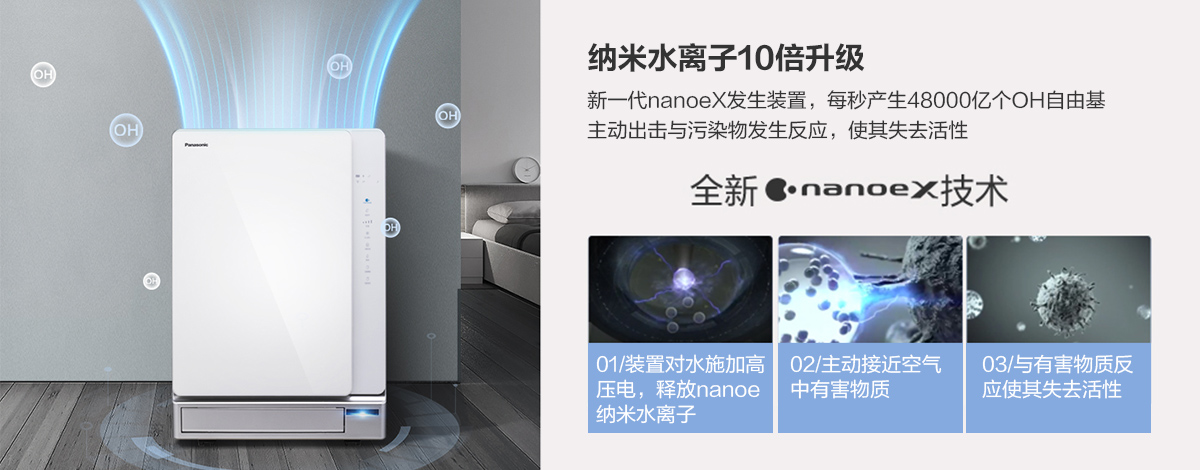 OH
OH
OH
OH
OH
OH
Panasonic
纳米水离子10倍升级
新一代nanoeX发生装置，每秒产生48000亿个OH自由基
主动出击与污染物发生反应，使其失去活性
全新 nanoeX技术
01/装置对水施加高
压电，释放nanoe
纳米水离子
02/主动接近空气
中有害物质
03/与有害物质反
应使其失去活性